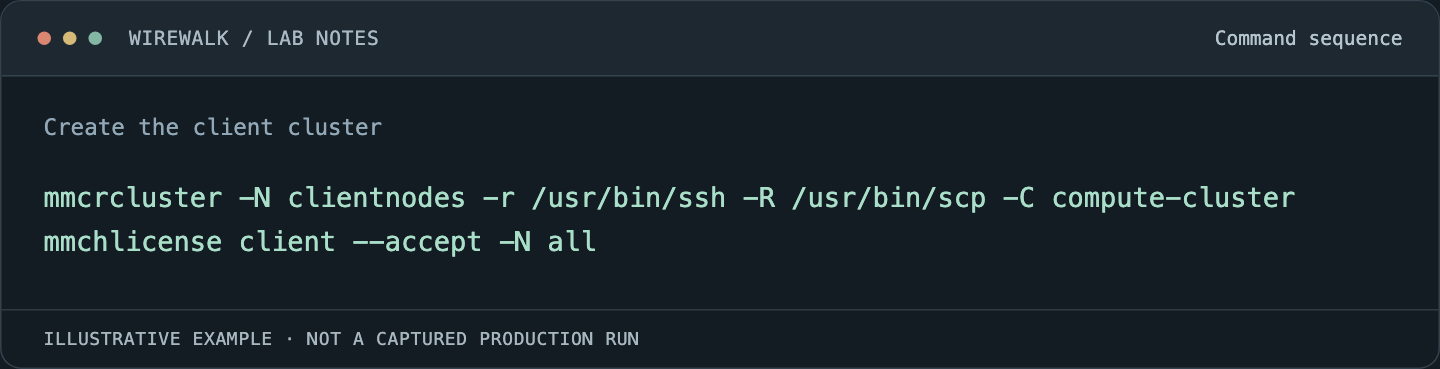 WIREWALK / LAB NOTES
Command sequence
Create the client cluster
mmcrcluster -N clientnodes -r /usr/bin/ssh -R /usr/bin/scp -C compute-cluster
mmchlicense client --accept -N all
ILLUSTRATIVE EXAMPLE · NOT A CAPTURED PRODUCTION RUN